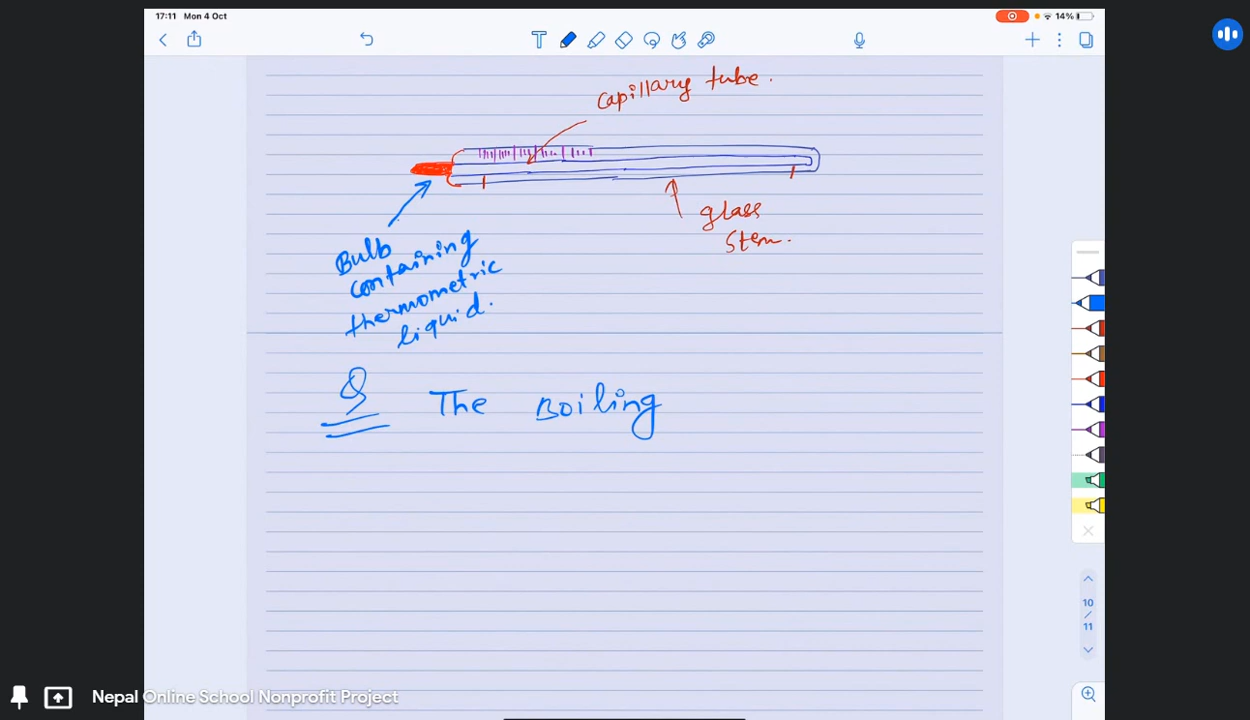 17:11 Mon 4 Oct
14%
T
capillary tube.
glass
stem.
Bulb
containing
thermometric
liquid.
Q The Boiling
10
/
11
Nepal Online School Nonprofit Project